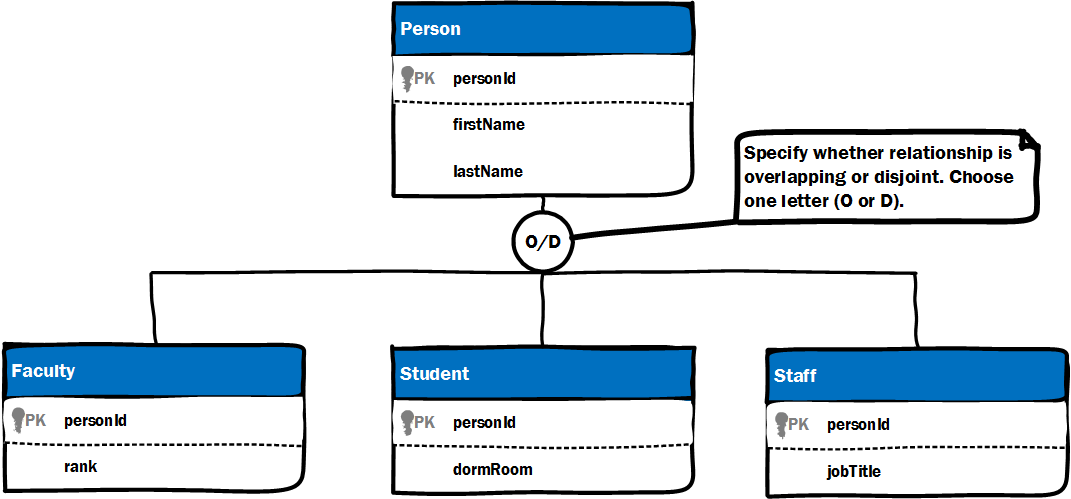 Person
PK personId
firstName
lastName
Specify whether relationship is
overlapping or disjoint. Choose
one letter (O or D).
O/D
Faculty
PK personId
rank
Student
PK personId
dormRoom
Staff
PK personId
jobTitle